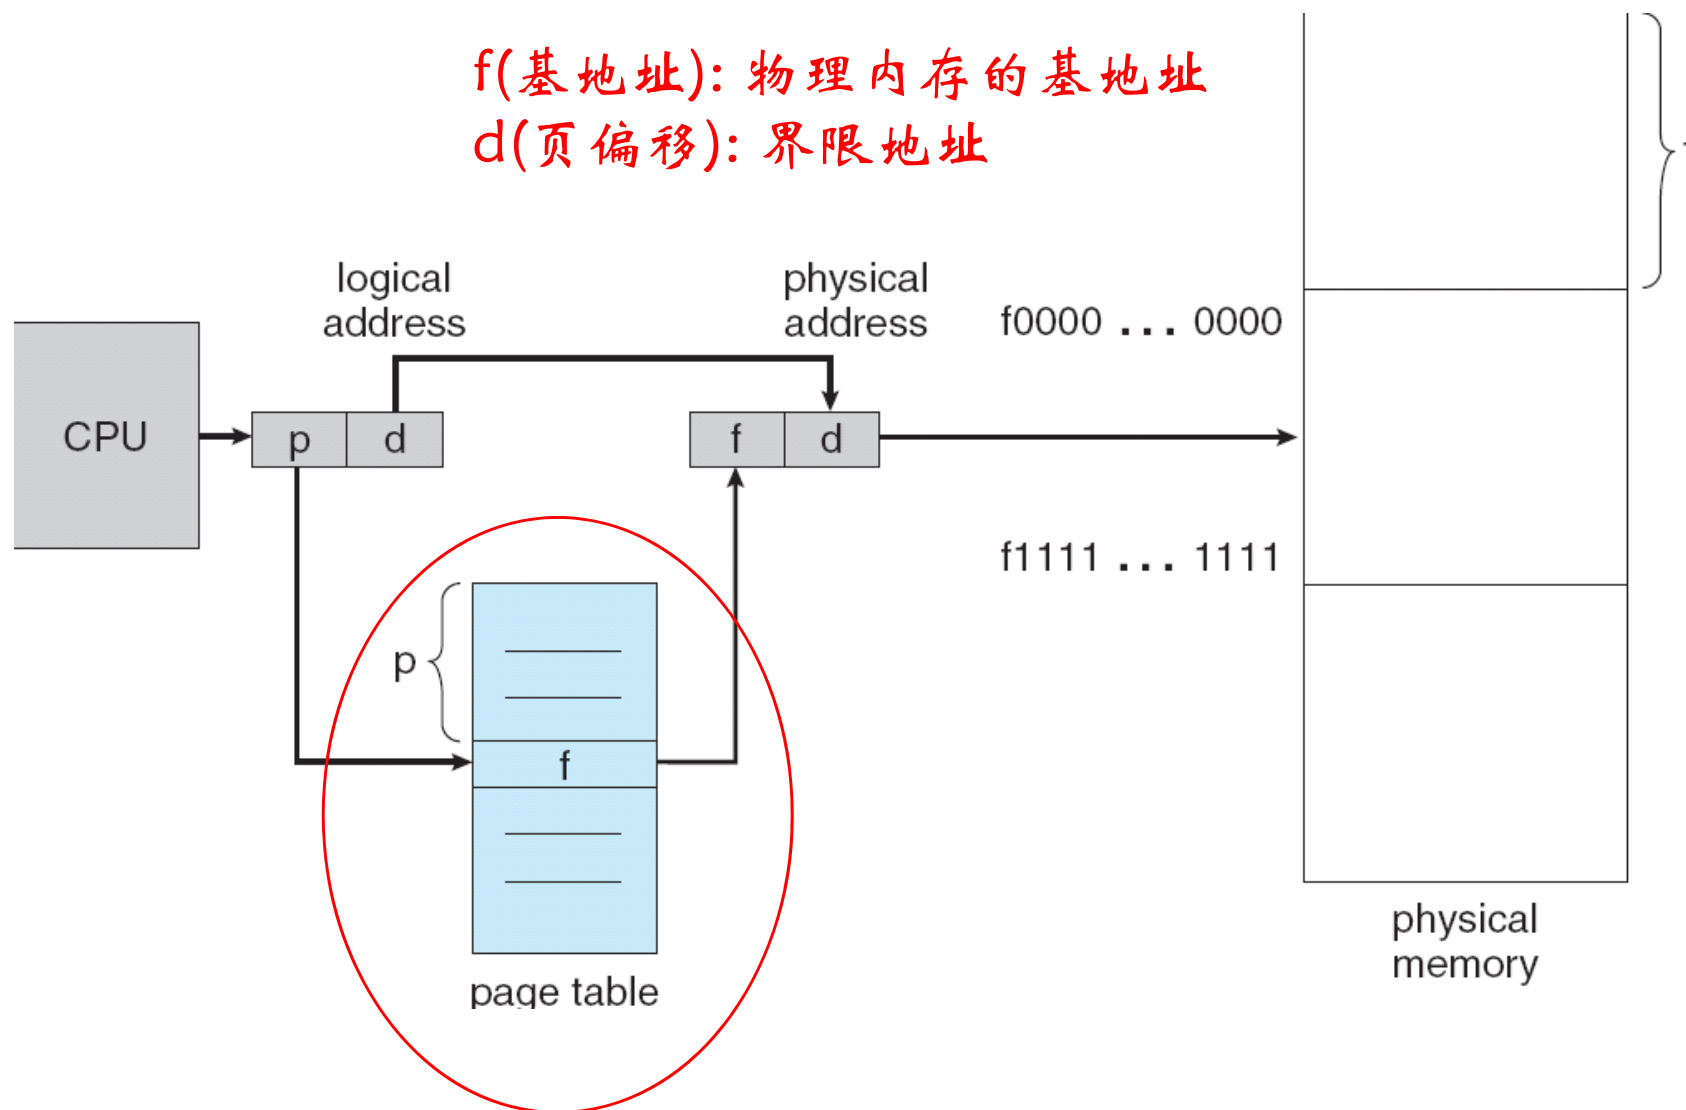 f(基地址): 物理内存的基地址
d(页偏移): 界限地址
logical
address
physical
address
f0000 ... 0000
CPU
p
d
f
d
f1111 ... 1111
p
f
page table
physical
memory